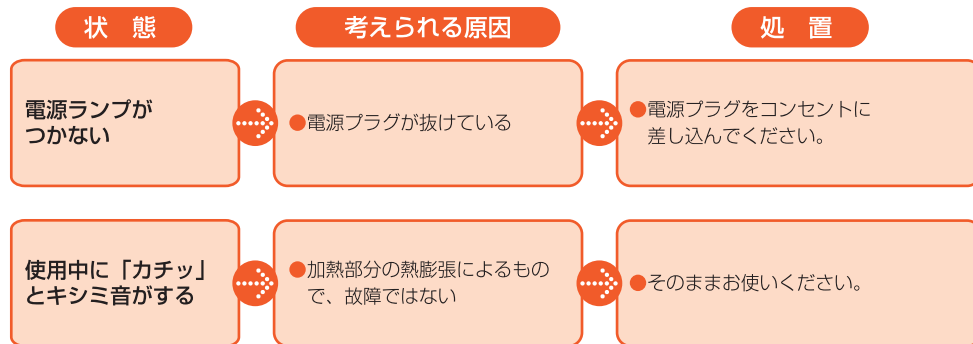 状 態
考えられる原因
処 置
電源ランプが
つかない
●電源プラグが抜けている
●電源プラグをコンセントに
差し込んでください。
使用中に「カチッ」
とキシミ音がする
●加熱部分の熱膨張によるもの
で、故障ではない
●そのままお使いください。